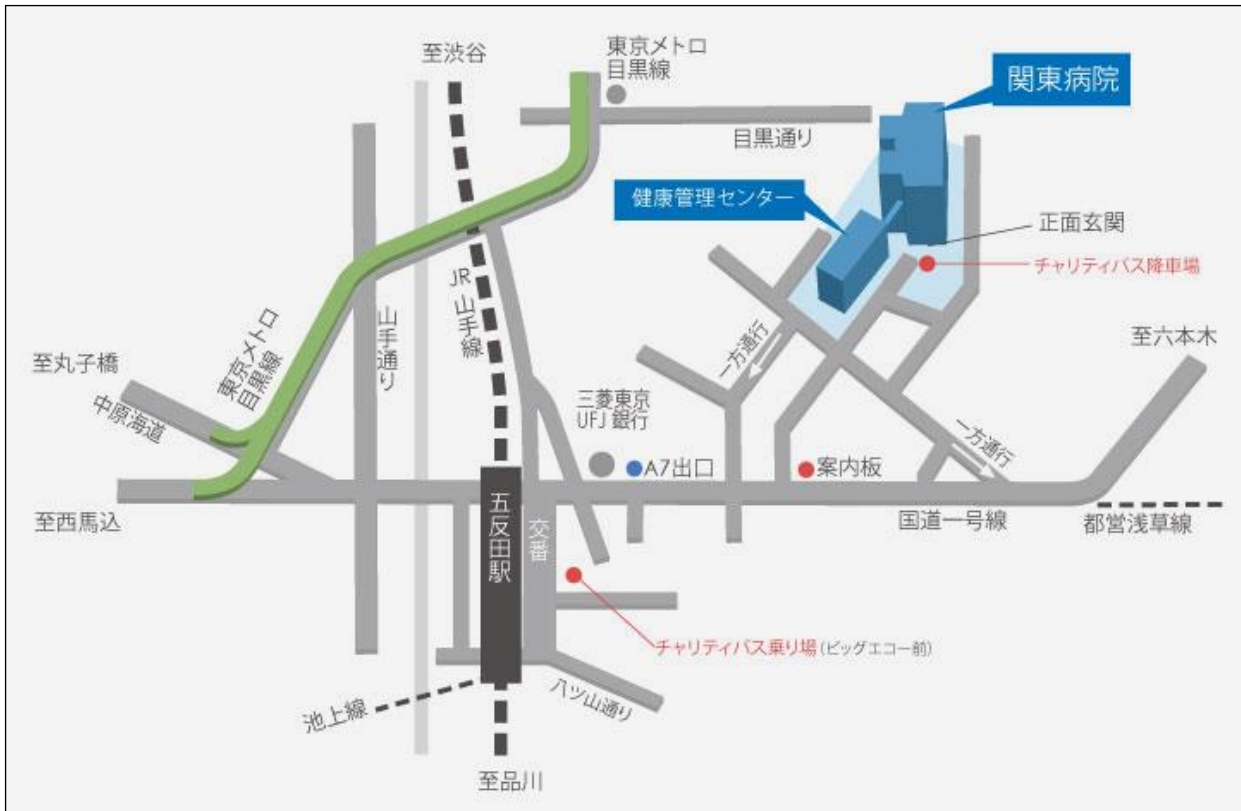 至渋谷
東京メトロ
目黒線
関東病院
目黒通り
健康管理センター
正面玄関
チャリティバス降車場
JR 山手線
山手通り
一方通行
至六本木
至丸子橋
東京メトロ
目黒線
中原海道
三菱東京
UFJ 銀行
A7出口
案内板
一方通行
五反田駅
交番
至西馬込
国道一号線
都営浅草線
チャリティバス乗り場(ビッグエコー前)
八ツ山通り
池上線
至品川